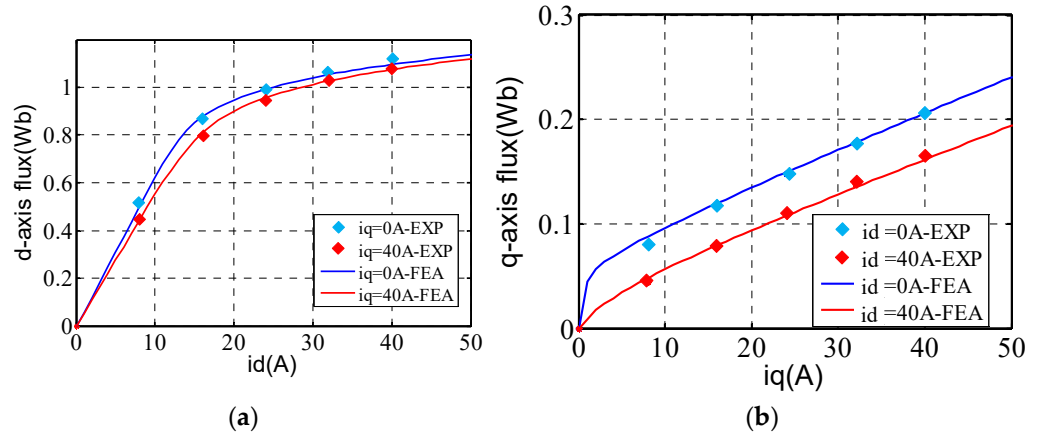 d-axis flux(Wb)
1
0.8
0.6
0.4
0.2
0
0
10
20
30
40
50
id(A)
iq=0A-EXP
iq=40A-EXP
iq=0A-FEA
iq=40A-FEA
(a)
q-axis flux(Wb)
0.3
0.2
0.1
0
0
10
20
30
40
50
iq(A)
id =0A-EXP
id =40A-EXP
id =0A-FEA
id =40A-FEA
(b)